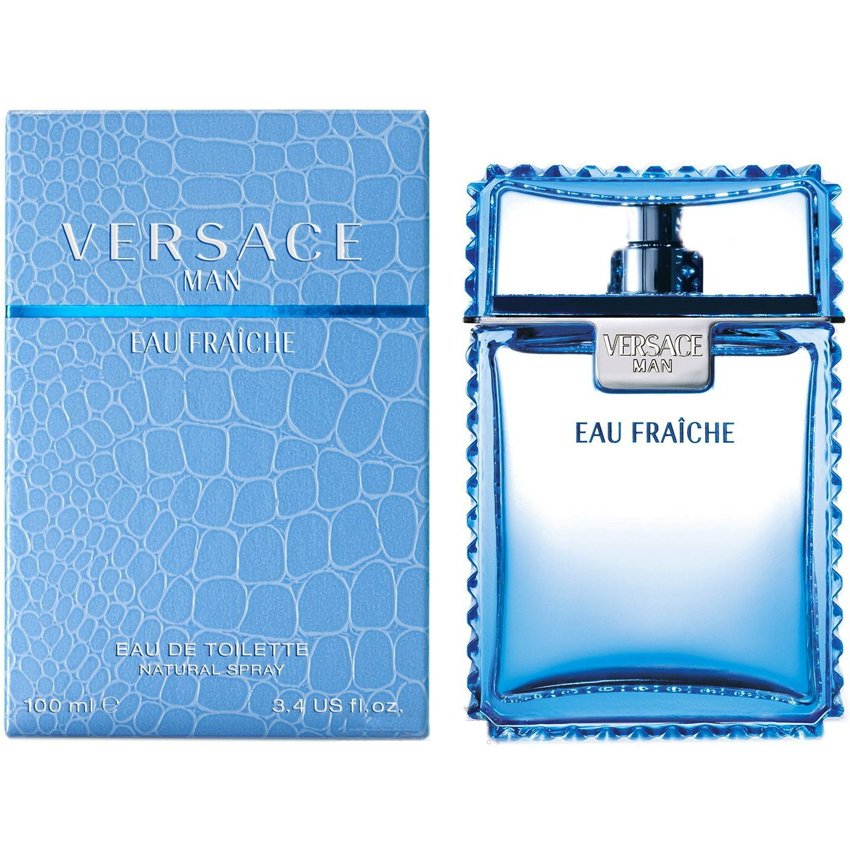 VERSACE
MAN
EAU FRAÎCHE
EAU DE TOILETTE
NATURAL SPRAY
100 ml ℮ 3.4 US fl.oz.
VERSACE
MAN
EAU FRAÎCHE